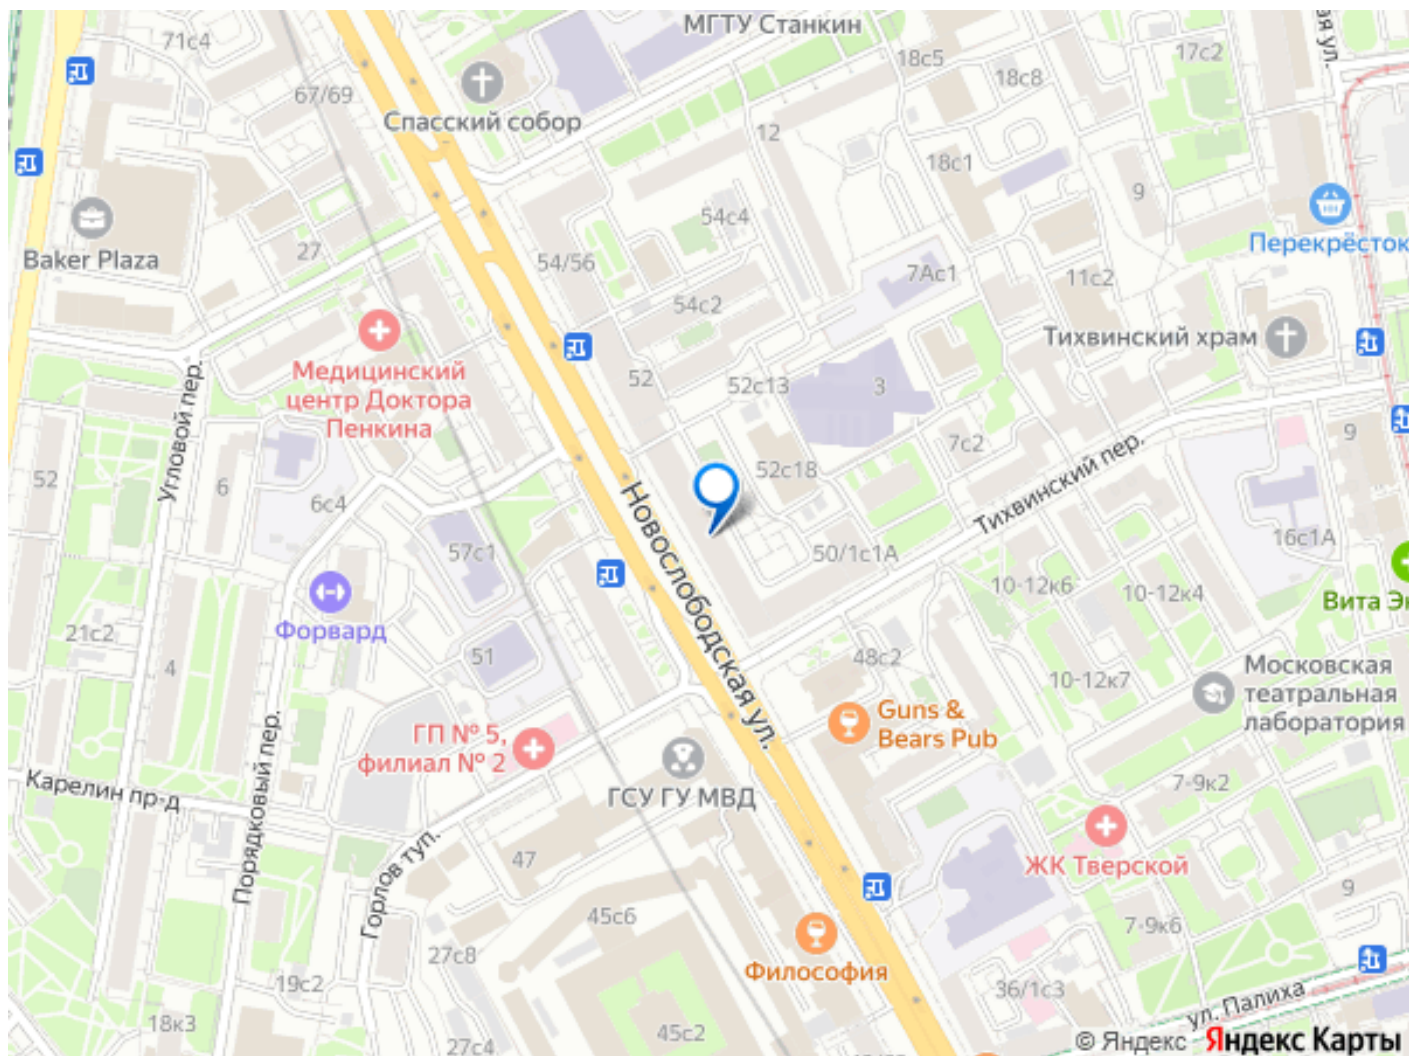 МГТУ Станкин
71с4
18с5
17с2
ая ул.
67/69
18с8
Спасский собор
12
18с1
9
54с4
Перекрёсток
27
Baker Plaza
54/56
7Ас1
11с2
54с2
Тихвинский храм
Медицинский
центр Доктора
Пенкина
52
52с13
3
Угловой пер.
7с2
9
52
6
6с4
52с18
Тихвинский пер.
Новослободская ул.
57с1
50/1с1А
16с1А
10-12к6
10-12к4
Вита Эк
Форвард
21с2
4
51
48с2
10-12к7
Московская
театральная
лаборатория
Guns &
Bears Pub
ГП № 5,
филиал № 2
ГСУ ГУ МВД
Карелин пр-д
Порядковый пер.
7-9к2
Горлов туп.
47
ЖК Тверской
9
45с6
7-9к6
27с8
Философия
19с2
36/1с3
ул. Палиха
18к3
27с4
45с2
© Яндекс Яндекс Карты